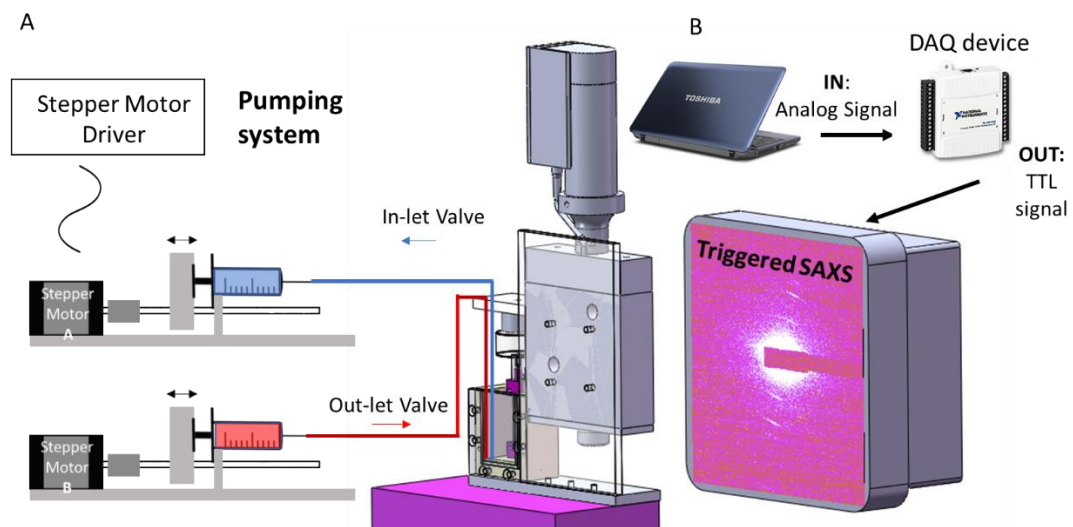 A
Stepper Motor
Driver
Pumping
system
In-let Valve
Stepper
Motor
A
Out-let Valve
Stepper
Motor
B
B
DAQ device
IN:
Analog Signal
TOSHIBA
OUT:
TTL
signal
Triggered SAXS